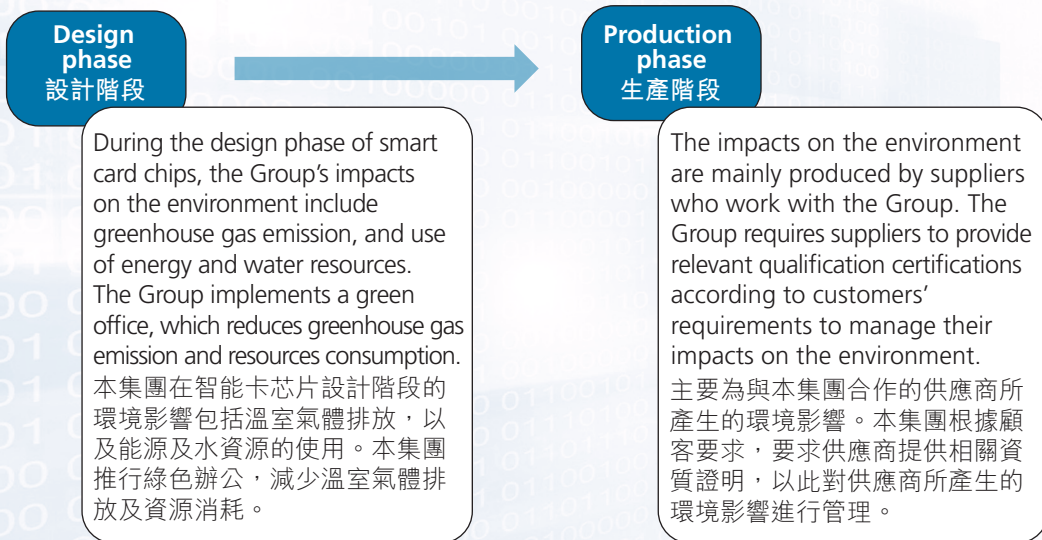 Design
phase
設計階段
During the design phase of smart
card chips, the Group’s impacts
on the environment include
greenhouse gas emission, and use
of energy and water resources.
The Group implements a green
office, which reduces greenhouse gas
emission and resources consumption.
本集團在智能卡芯片設計階段的
環境影響包括溫室氣體排放，以
及能源及水資源的使用。本集團
推行綠色辦公，減少溫室氣體排
放及資源消耗。
Production
phase
生產階段
The impacts on the environment
are mainly produced by suppliers
who work with the Group. The
Group requires suppliers to provide
relevant qualification certifications
according to customers’
requirements to manage their
impacts on the environment.
主要為與本集團合作的供應商所
產生的環境影響。本集團根據顧
客要求，要求供應商提供相關資
質證明，以此對供應商所產生的
環境影響進行管理。